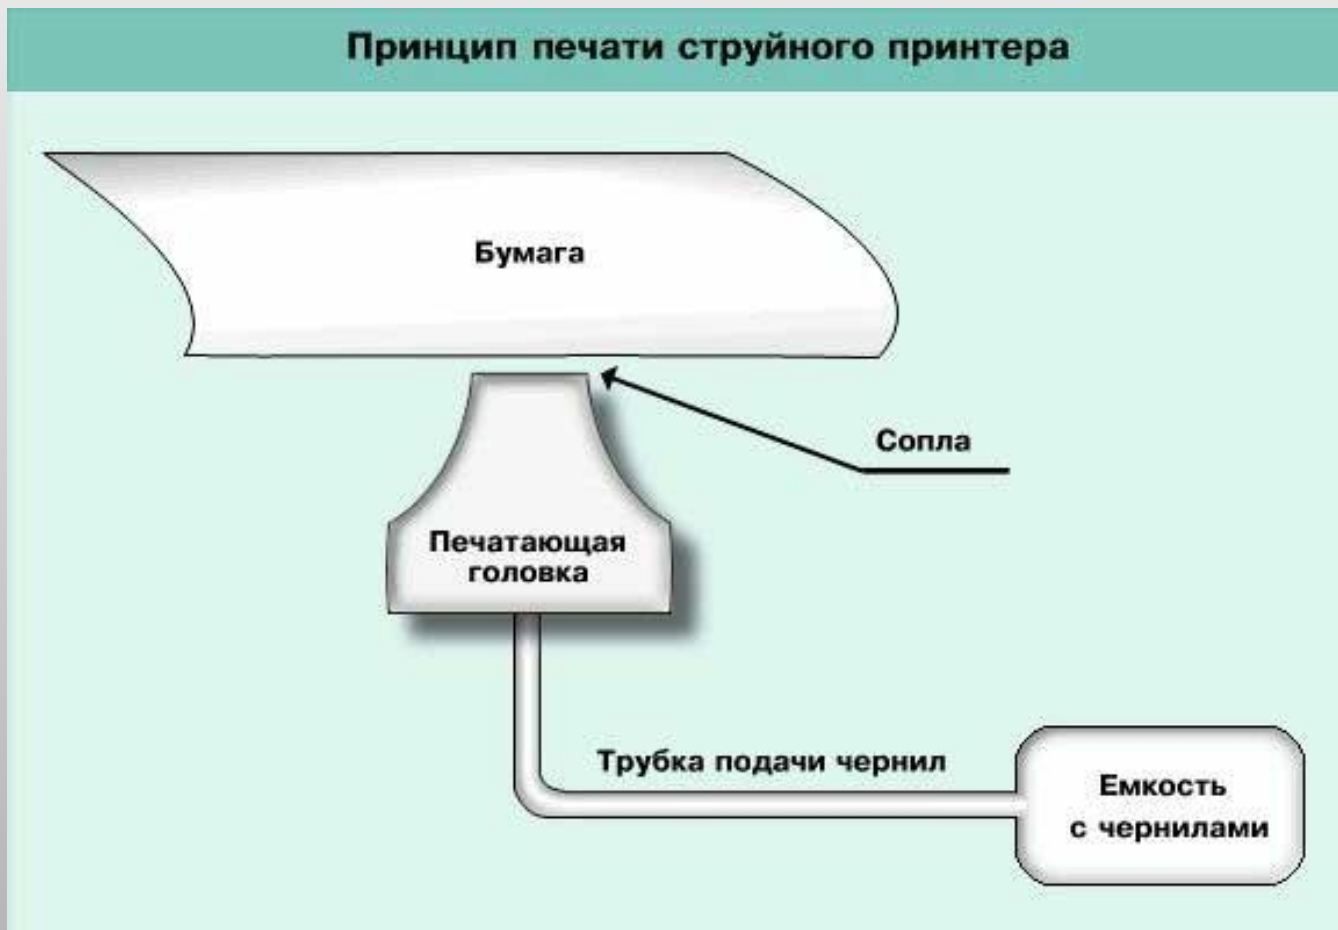 Принцип печати струйного принтера
Бумага
Сопла
Печатающая
головка
Трубка подачи чернил
Емкость
с чернилами